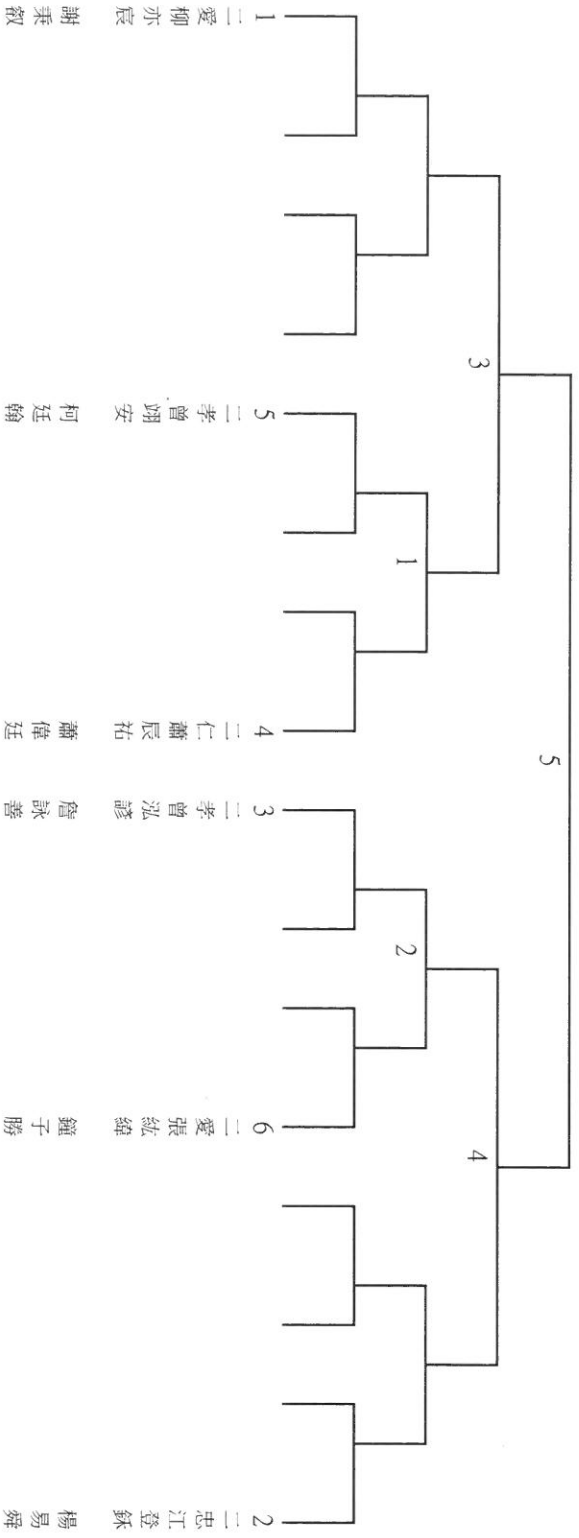 1 二愛柳亦宸 謝秉叡
5 二孝曾翊安 柯廷翰
4 二仁蕭辰祐 蕭偉廷
3 二孝曾泓諺 詹詠善
6 二愛張紘緯 鐘子勝
2 二忠江登鉌 楊易舜
3
1
5
2
4